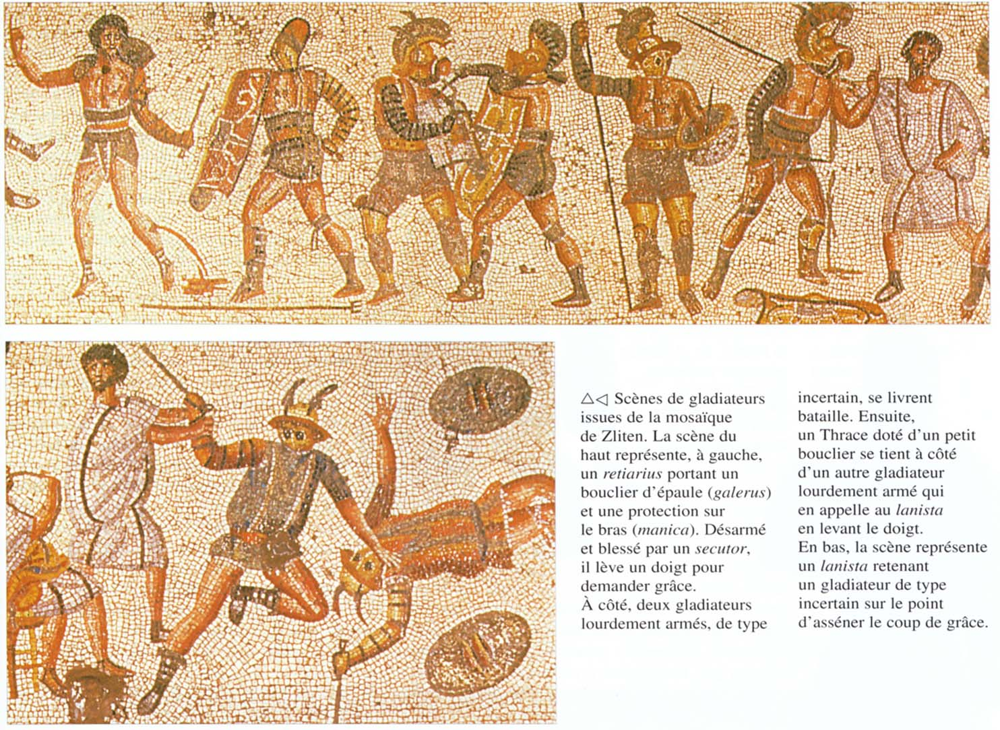 △◁ Scènes de gladiateurs
issues de la mosaïque
de Zliten. La scène du
haut représente, à gauche,
un retiarius portant un
bouclier d'épaule (galerus)
et une protection sur
le bras (manica). Désarmé
et blessé par un secutor,
il lève un doigt pour
demander grâce.
À côté, deux gladiateurs
lourdement armés, de type
incertain, se livrent
bataille. Ensuite,
un Thrace doté d'un petit
bouclier se tient à côté
d'un autre gladiateur
lourdement armé qui
en appelle au lanista
en levant le doigt.
En bas, la scène représente
un lanista retenant
un gladiateur de type
incertain sur le point
d'asséner le coup de grâce.